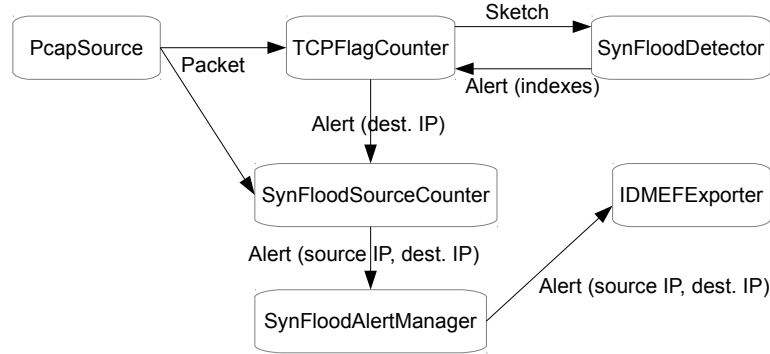 Sketch
PcapSource
TCPFlagCounter
SynFloodDetector
Packet
Alert (indexes)
Alert (dest. IP)
SynFloodSourceCounter
IDMEFExporter
Alert (source IP, dest. IP)
Alert (source IP, dest. IP)
SynFloodAlertManager